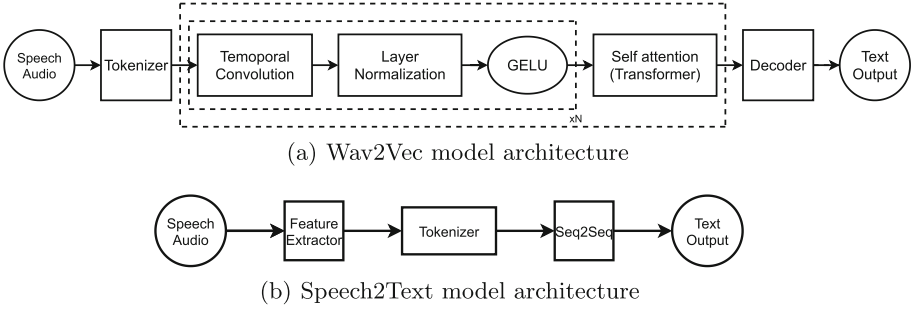 Speech
Audio
Tokenizer
Temoporal
Convolution
Layer
Normalization
GELU
xN
Self attention
(Transformer)
Decoder
Text
Output
(a) Wav2Vec model architecture
Speech
Audio
Feature
Extractor
Tokenizer
Seq2Seq
Text
Output
(b) Speech2Text model architecture